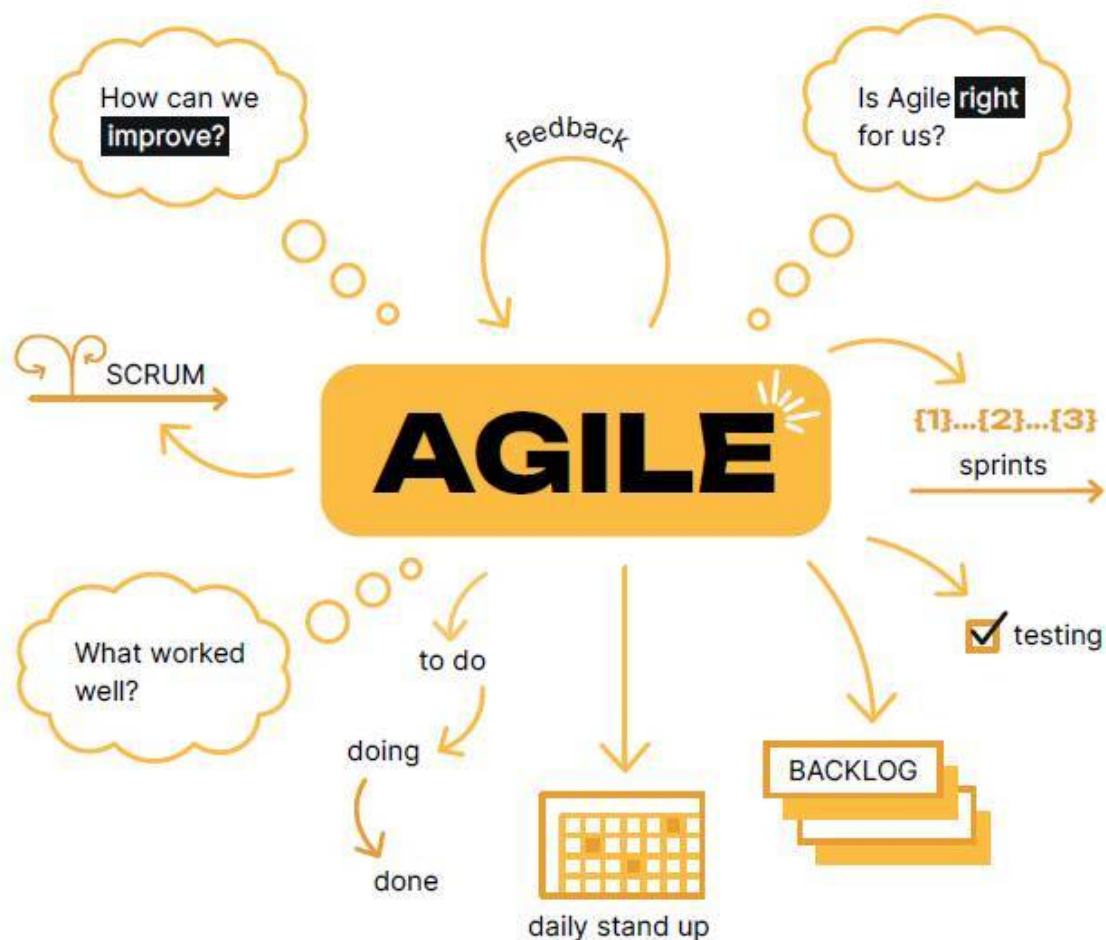 How can we
improve?
feedback
Is Agile right
for us?
SCRUM
AGILE
{1}...{2}...{3}
sprints
What worked
well?
to do
doing
done
daily stand up
BACKLOG
testing